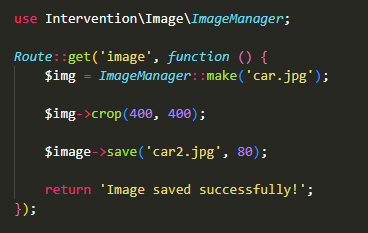 use Intervention\Image\ImageManager;
Route::get('image', function () {
$img = ImageManager::make('car.jpg');
$img->crop(400, 400);
$image->save('car2.jpg', 80);
return 'Image saved successfully!';
});